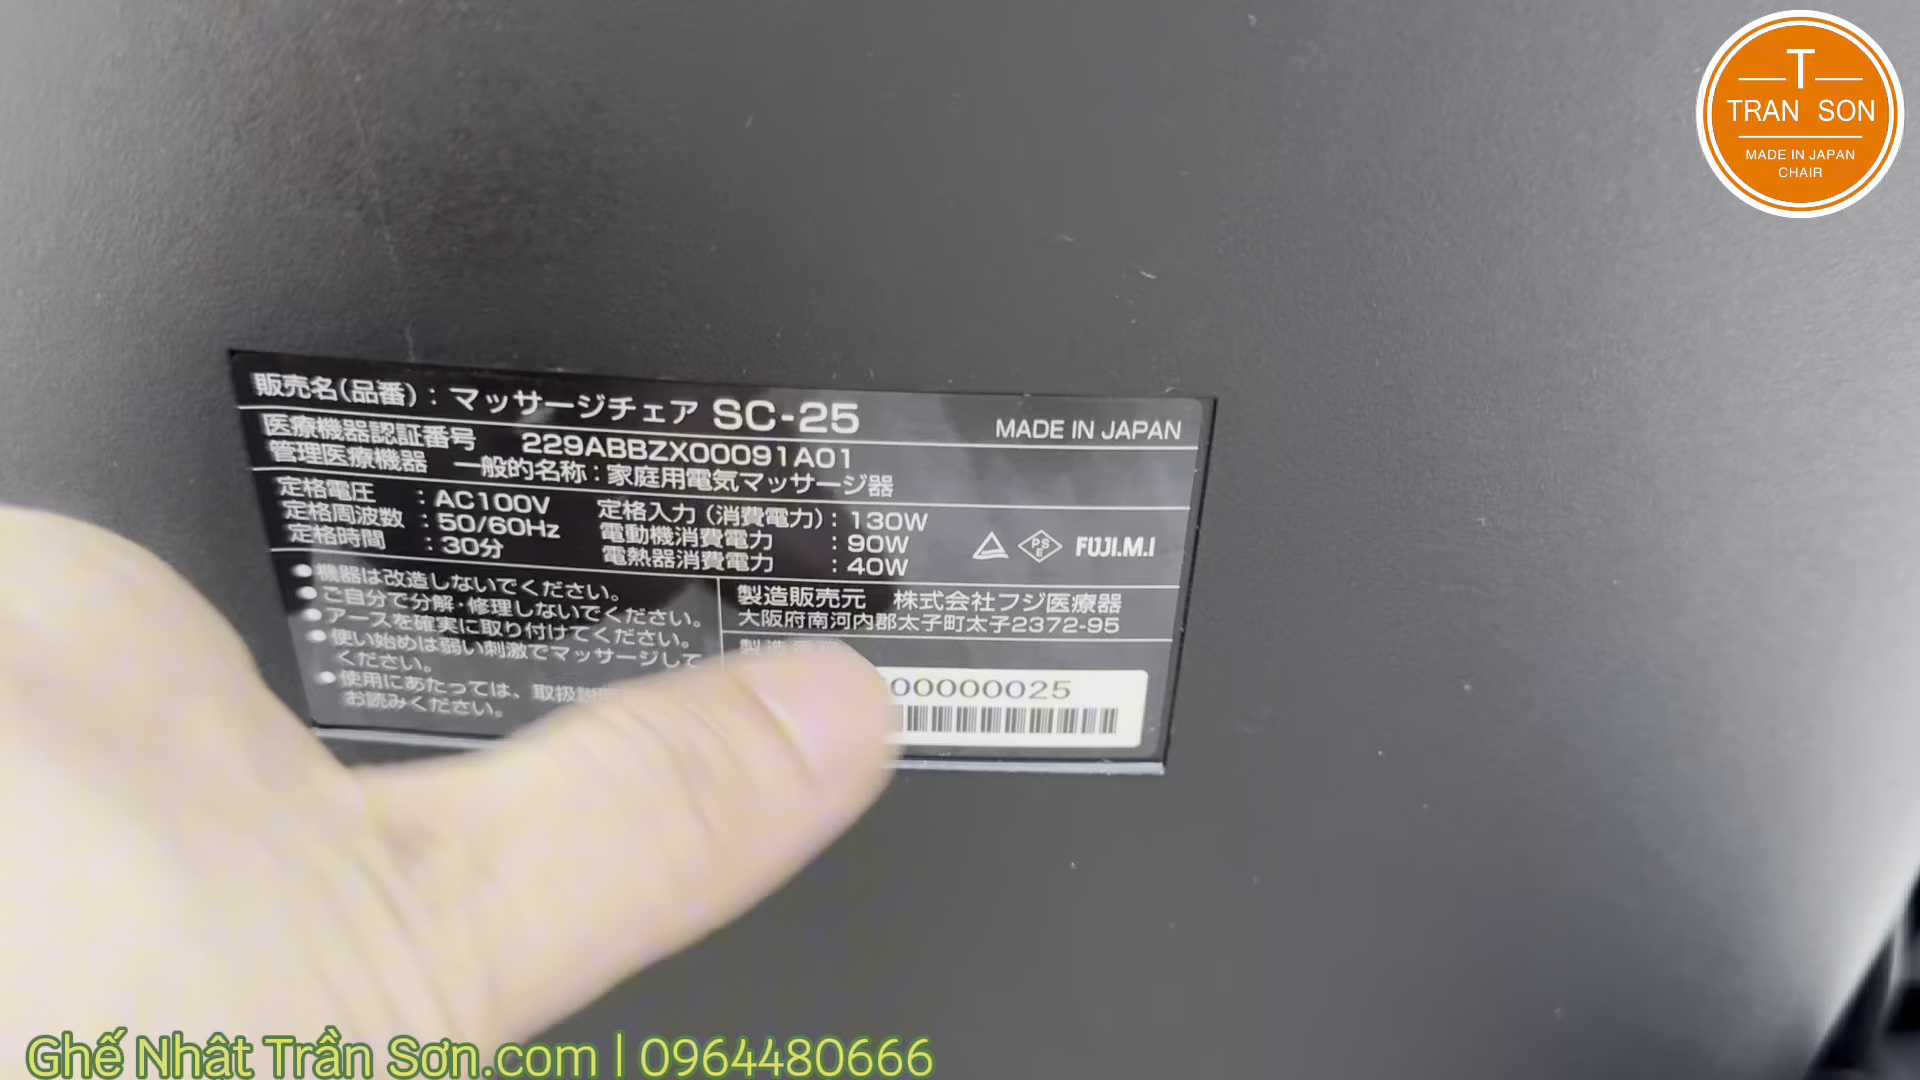 T
TRAN SON
MADE IN JAPAN
CHAIR
販売名(品番):マッサージチェア SC-25 MADE IN JAPAN
医療機器認証番号 229ABBZX00091A01
管理医療機器 一般的名称:家庭用電気マッサージ器
定格電圧 : AC100V 定格入力(消費電力): 130W
定格周波数 : 50/60Hz 電動機消費電力 : 90W
定格時間 : 30分 電熱器消費電力 : 40W
PS
E
FUJI.M.I
●機器は改造しないでください。
●ご自分で分解・修理しないでください。
●アースを確実に取り付けてください。
●使い始めは弱い刺激でマッサージして
ください。
●使用にあたっては、取扱説
お読みください。
製造販売元 株式会社フジ医療器
大阪府南河内郡太子町太子2372-95
製造
00000025
Ghế Nhật Trần Sơn.com | 0964480666